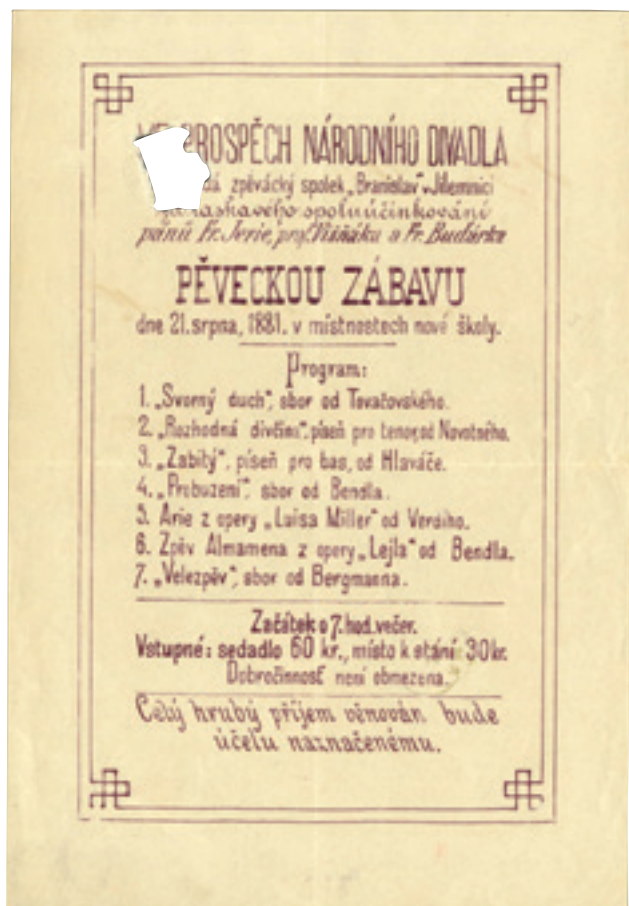 PROSPĚCH NÁRODNÍHO DIVADLA
zpěvácký spolek „Branislav“ v Jilemnici
laskavého spoluúčinkování
pánů Fr. Jerie, prof. a Fr. Budárka
PĚVECKOU ZÁBAVU
dne 21. srpna, 1881. v místnostech nové školy.
Program:
1. „Svorný duch“, sbor od Tovačovského.
2. „Rozhodná dívčina“, píseň pro tenor, od Novotného.
3. „Zabitý“, píseň pro bas, od Hlaváče.
4. „Probuzení“, sbor od Bendla.
5. Arie z opery „Luisa Miller“ od Verdiho.
6. Zpěv Almamena z opery „Lejla“ od Bendla.
7. „Velezpěv“, sbor od Bergmanna.
Začátek o 7. hod. večer.
Vstupné: sedadlo 60 kr., místo k stání 30 kr.
Dobročinnosť není obmezena.
Celý hrubý příjem věnován bude
účelu naznačenému.